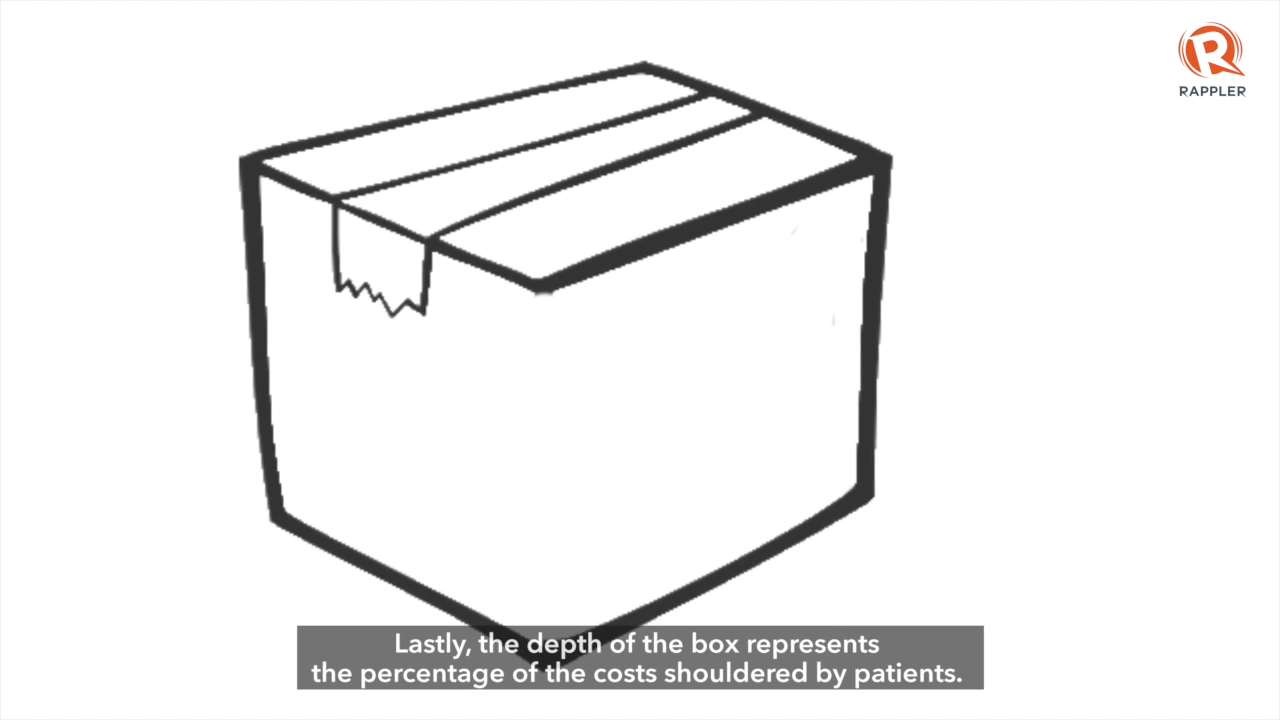 RAPPLER
Lastly, the depth of the box represents
the percentage of the costs shouldered by patients.